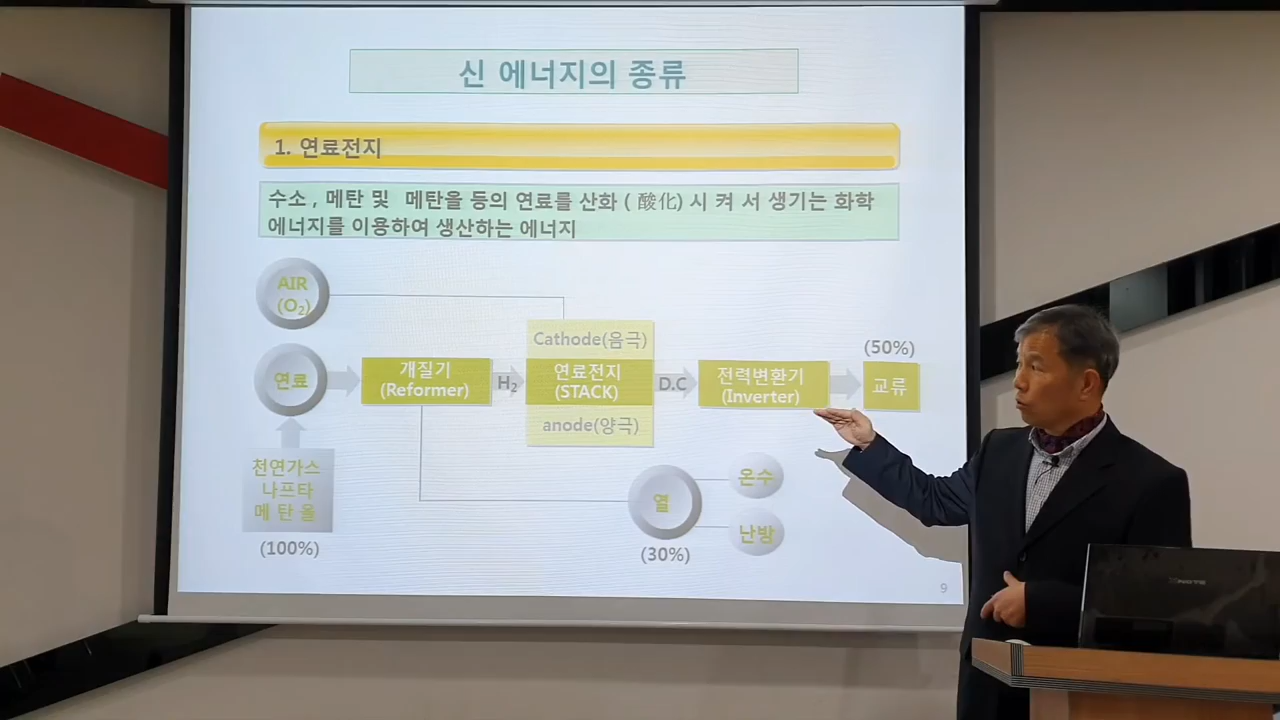 신 에너지의 종류
1. 연료전지
수소 , 메탄 및 메탄올 등의 연료를 산화 ( 酸化) 시 켜 서 생기는 화학
에너지를 이용하여 생산하는 에너지
AIR
(O₂)
Cathode(음극)
연료
개질기
(Reformer)
H₂
연료전지
(STACK)
D.C
전력변환기
(Inverter)
(50%)
교류
anode(양극)
천연가스
나프타
메 탄 올
(100%)
열
(30%)
온수
난방
9
XNOTE